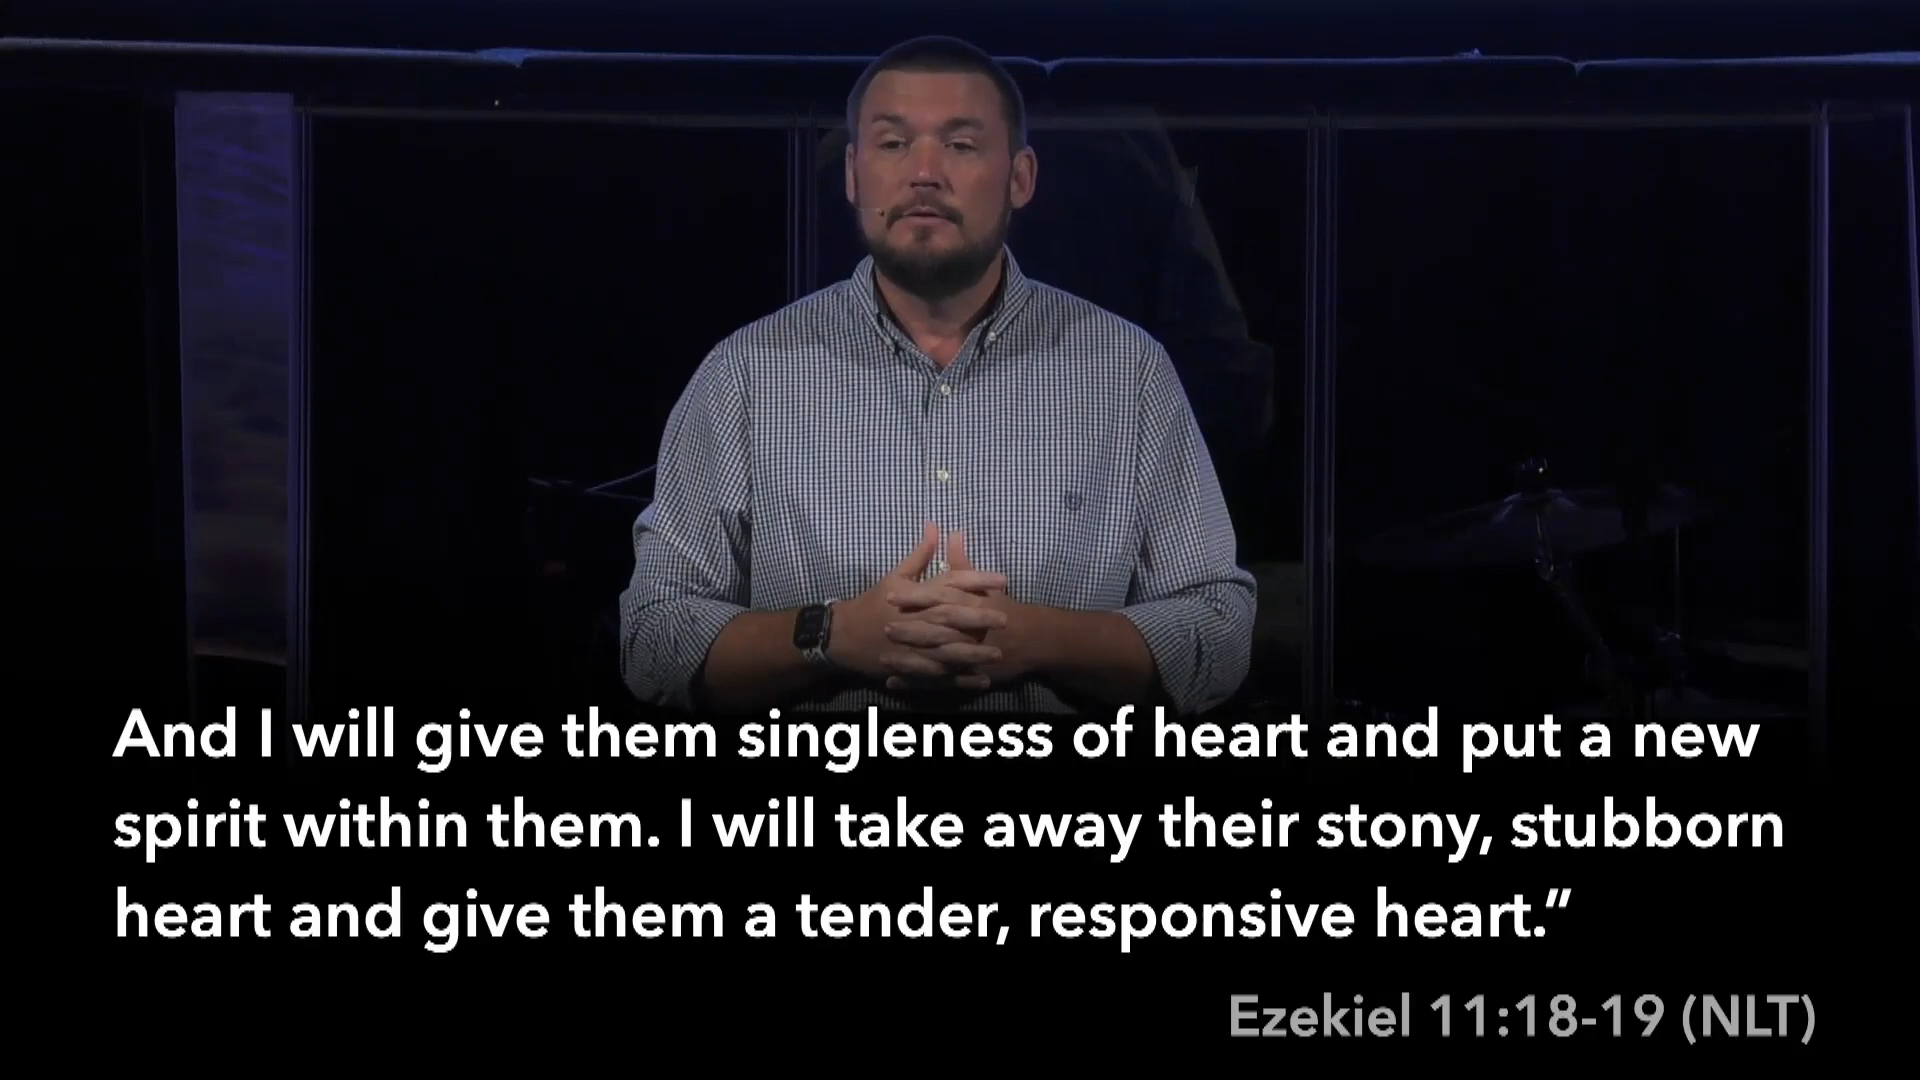 And I will give them singleness of heart and put a new
spirit within them. I will take away their stony, stubborn
heart and give them a tender, responsive heart.”
Ezekiel 11:18-19 (NLT)